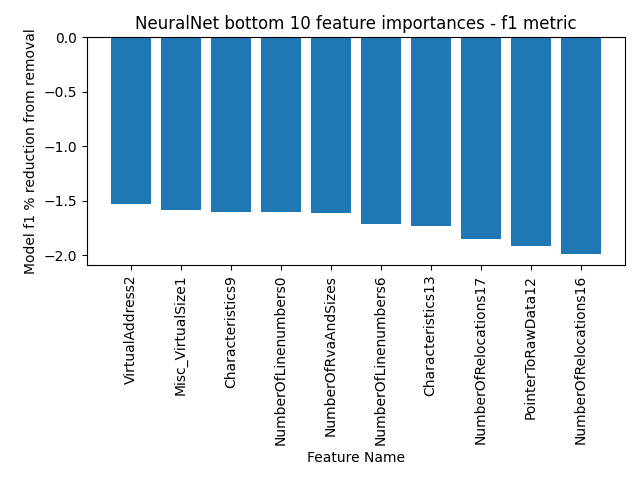 NeuralNet bottom 10 feature importances - f1 metric
Model f1 % reduction from removal
0.0
−0.5
−1.0
−1.5
−2.0
VirtualAddress2
Misc_VirtualSize1
Characteristics9
NumberOfLinenumbers0
NumberOfRvaAndSizes
NumberOfLinenumbers6
Characteristics13
NumberOfRelocations17
PointerToRawData12
NumberOfRelocations16
Feature Name